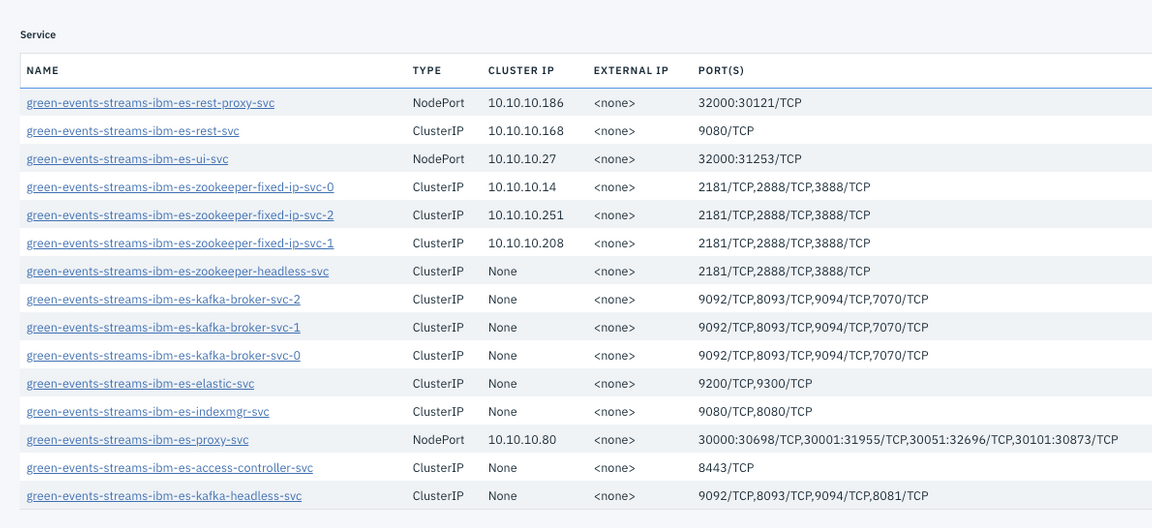 Service
NAME TYPE CLUSTER IP EXTERNAL IP PORT(S)
green-events-streams-ibm-es-rest-proxy-svc NodePort 10.10.10.186 <none> 32000:30121/TCP
green-events-streams-ibm-es-rest-svc ClusterIP 10.10.10.168 <none> 9080/TCP
green-events-streams-ibm-es-ui-svc NodePort 10.10.10.27 <none> 32000:31253/TCP
green-events-streams-ibm-es-zookeeper-fixed-ip-svc-0 ClusterIP 10.10.10.14 <none> 2181/TCP,2888/TCP,3888/TCP
green-events-streams-ibm-es-zookeeper-fixed-ip-svc-2 ClusterIP 10.10.10.251 <none> 2181/TCP,2888/TCP,3888/TCP
green-events-streams-ibm-es-zookeeper-fixed-ip-svc-1 ClusterIP 10.10.10.208 <none> 2181/TCP,2888/TCP,3888/TCP
green-events-streams-ibm-es-zookeeper-headless-svc ClusterIP None <none> 2181/TCP,2888/TCP,3888/TCP
green-events-streams-ibm-es-kafka-broker-svc-2 ClusterIP None <none> 9092/TCP,8093/TCP,9094/TCP,7070/TCP
green-events-streams-ibm-es-kafka-broker-svc-1 ClusterIP None <none> 9092/TCP,8093/TCP,9094/TCP,7070/TCP
green-events-streams-ibm-es-kafka-broker-svc-0 ClusterIP None <none> 9092/TCP,8093/TCP,9094/TCP,7070/TCP
green-events-streams-ibm-es-elastic-svc ClusterIP None <none> 9200/TCP,9300/TCP
green-events-streams-ibm-es-indexmgr-svc ClusterIP None <none> 9080/TCP,8080/TCP
green-events-streams-ibm-es-proxy-svc NodePort 10.10.10.80 <none> 30000:30698/TCP,30001:31955/TCP,30051:32696/TCP,30101:30873/TCP
green-events-streams-ibm-es-access-controller-svc ClusterIP None <none> 8443/TCP
green-events-streams-ibm-es-kafka-headless-svc ClusterIP None <none> 9092/TCP,8093/TCP,9094/TCP,8081/TCP